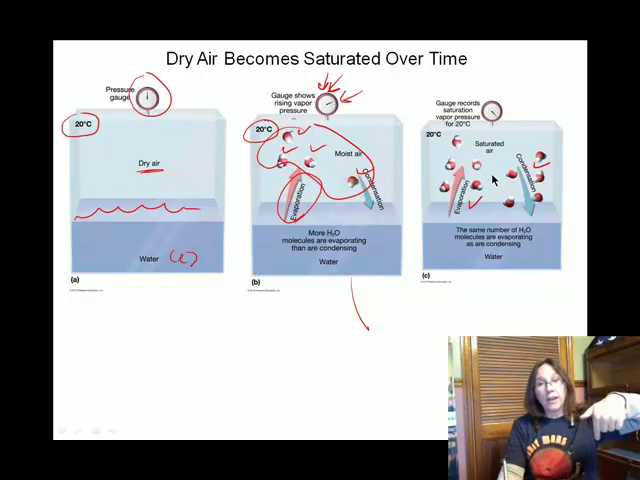 Dry Air Becomes Saturated Over Time
Pressure
gauge
20°C
Dry air
Water (L)
(a)
Gauge shows
rising vapor
pressure
20°C
Moist air
Evaporation
Condensation
More H₂O
molecules are evaporating
than are condensing
Water
(b)
Gauge records
saturation
vapor pressure
for 20°C
20°C
Saturated
air
Evaporation
Condensation
The same number of H₂O
molecules are evaporating
as are condensing
Water
(c)